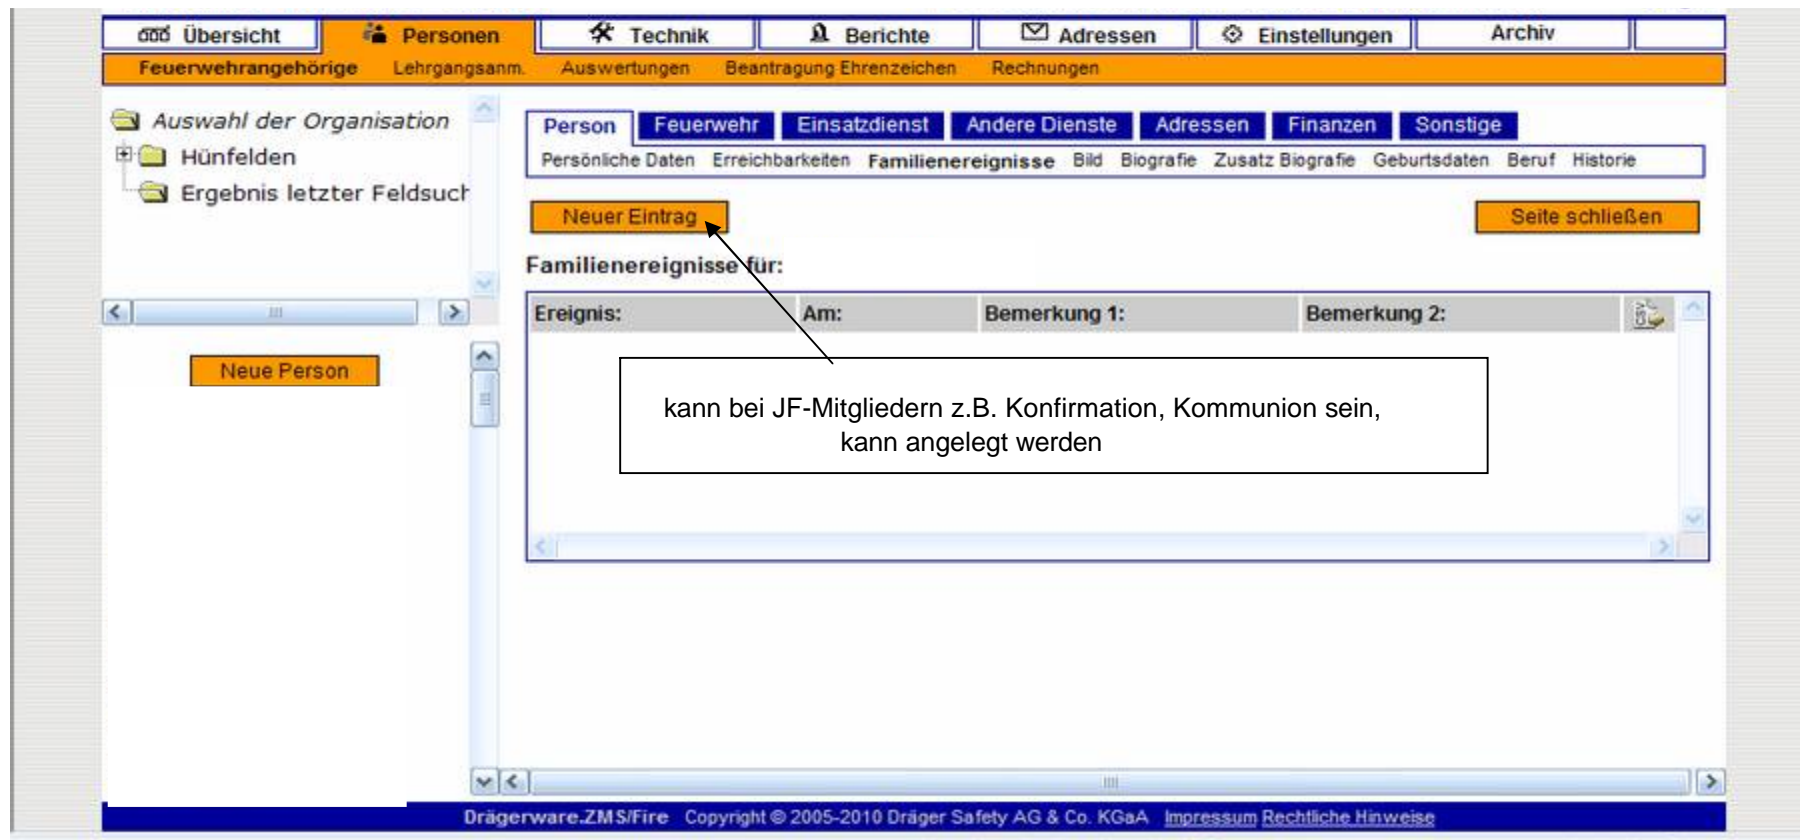 Übersicht Personen Technik Berichte Adressen Einstellungen Archiv
Feuerwehrangehörige Lehrgangsanm. Auswertungen Beantragung Ehrenzeichen Rechnungen
Auswahl der Organisation
Hünfelden
Ergebnis letzter Feldsuch
Person Feuerwehr Einsatzdienst Andere Dienste Adressen Finanzen Sonstige
Persönliche Daten Erreichbarkeiten Familienereignisse Bild Biografie Zusatz Biografie Geburtsdaten Beruf Historie
Neuer Eintrag Seite schließen
Familienereignisse für:
Ereignis: Am: Bemerkung 1: Bemerkung 2: CSV
Neue Person
kann bei JF-Mitgliedern z.B. Konfirmation, Kommunion sein,
kann angelegt werden
Drägerware.ZMS/Fire Copyright © 2005-2010 Dräger Safety AG & Co. KGaA Impressum Rechtliche Hinweise